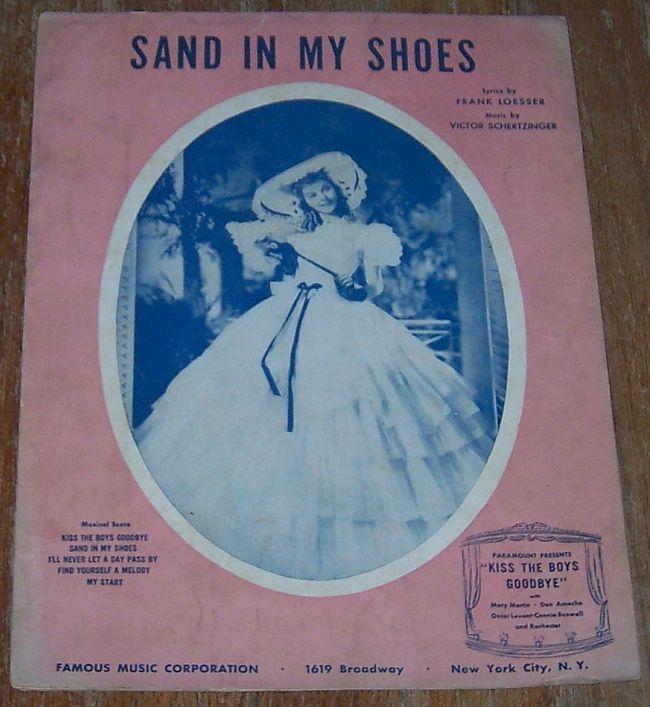 SAND IN MY SHOES
Lyrics by
FRANK LOESSER
Music by
VICTOR SCHERTZINGER
Musical Score
KISS THE BOYS GOODBYE
SAND IN MY SHOES
I'LL NEVER LET A DAY PASS BY
FIND YOURSELF A MELODY
MY START
PARAMOUNT PRESENTS
"KISS THE BOYS
GOODBYE"
with
Mary Martin · Don Ameche
Oscar Levant · Connie Boswell
and Rochester
FAMOUS MUSIC CORPORATION · 1619 Broadway · New York City, N. Y.